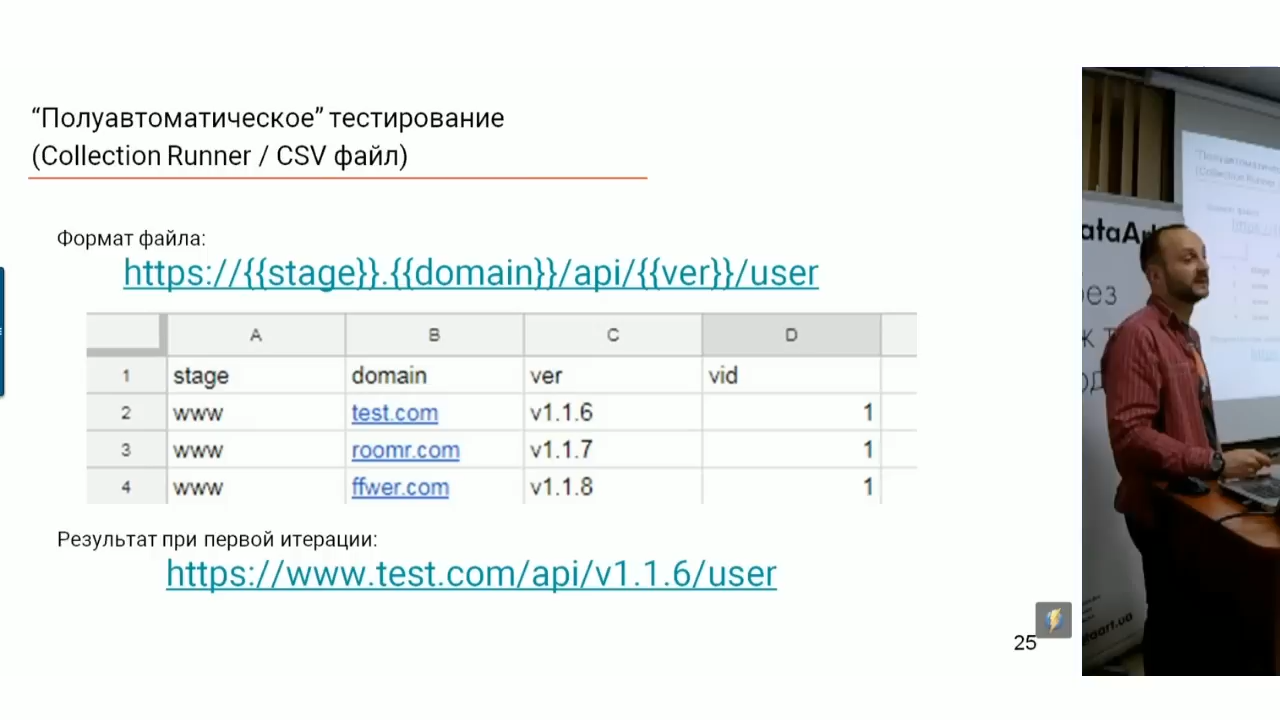 “Полуавтоматическое” тестирование
(Collection Runner / CSV файл)
Формат файла:
https://{{stage}}.{{domain}}/api/{{ver}}/user
A B C D
1 stage domain ver vid
2 www test.com v1.1.6 1
3 www roomr.com v1.1.7 1
4 www ffwer.com v1.1.8 1
Результат при первой итерации:
https://www.test.com/api/v1.1.6/user
25